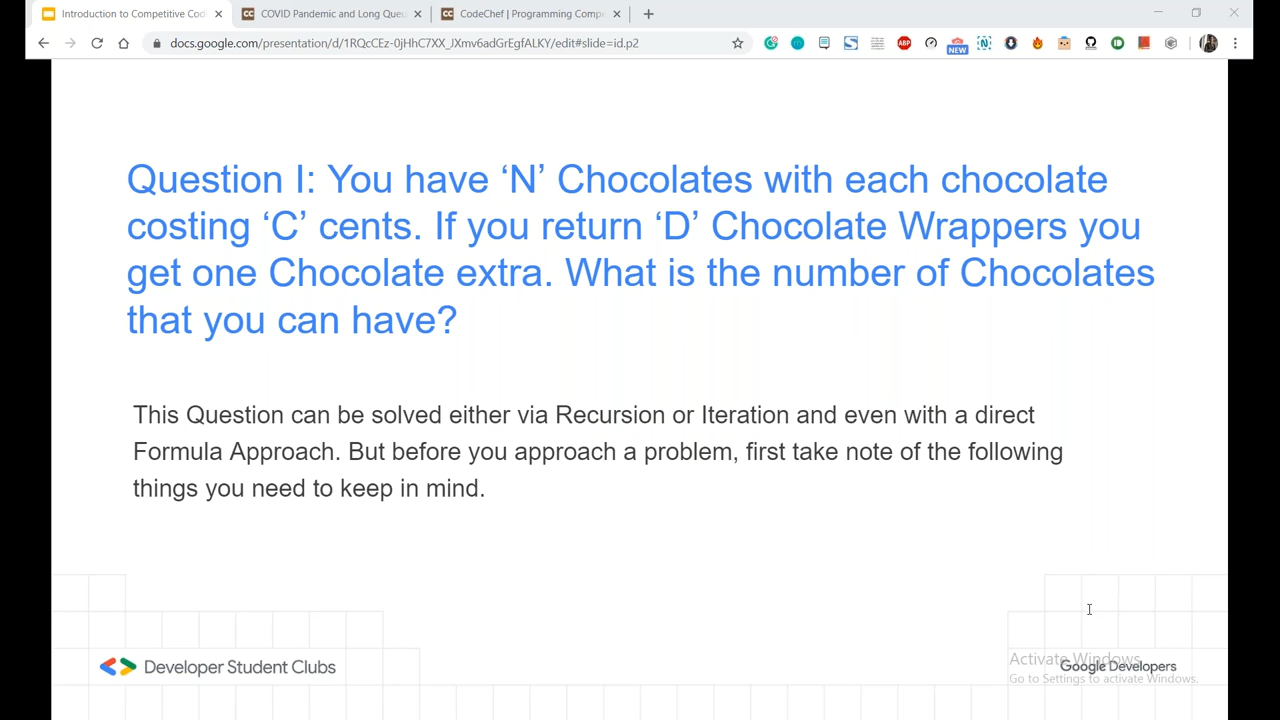 Introduction to Competitive Cod
COVID Pandemic and Long Queu
CodeChef | Programming Compe
docs.google.com/presentation/d/1RQcCEz-0jHhC7XX_JXmv6adGrEgfALKY/edit#slide=id.p2
ABP
NEW
Question I: You have ‘N’ Chocolates with each chocolate
costing ‘C’ cents. If you return ‘D’ Chocolate Wrappers you
get one Chocolate extra. What is the number of Chocolates
that you can have?
This Question can be solved either via Recursion or Iteration and even with a direct
Formula Approach. But before you approach a problem, first take note of the following
things you need to keep in mind.
Developer Student Clubs
Activate Windows
Google Developers
Go to Settings to activate Windows.